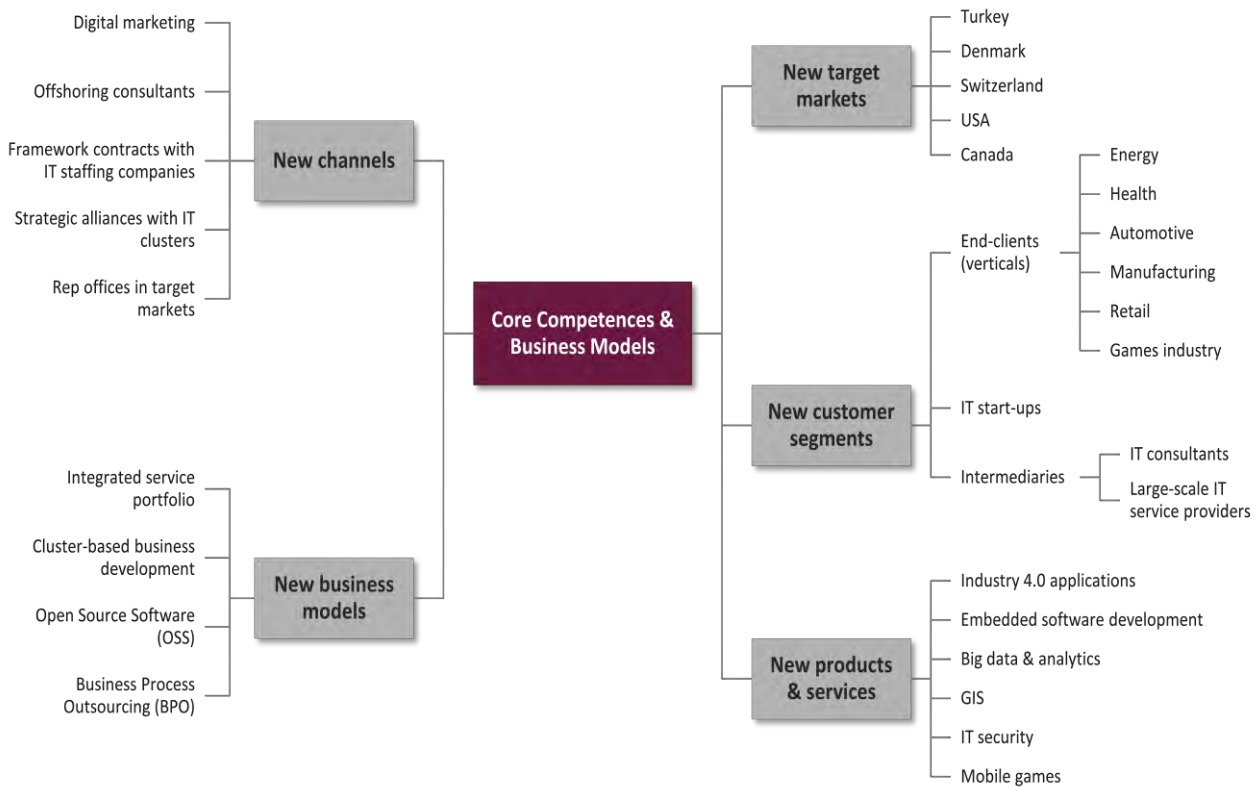 Digital marketing
Offshoring consultants
Framework contracts with
IT staffing companies
Strategic alliances with IT
clusters
Rep offices in target
markets
New channels
Integrated service
portfolio
Cluster-based business
development
Open Source Software
(OSS)
Business Process
Outsourcing (BPO)
New business
models
Core Competences &
Business Models
New target
markets
Turkey
Denmark
Switzerland
USA
Canada
New customer
segments
End-clients
(verticals)
Energy
Health
Automotive
Manufacturing
Retail
Games industry
IT start-ups
Intermediaries
IT consultants
Large-scale IT
service providers
New products
& services
Industry 4.0 applications
Embedded software development
Big data & analytics
GIS
IT security
Mobile games